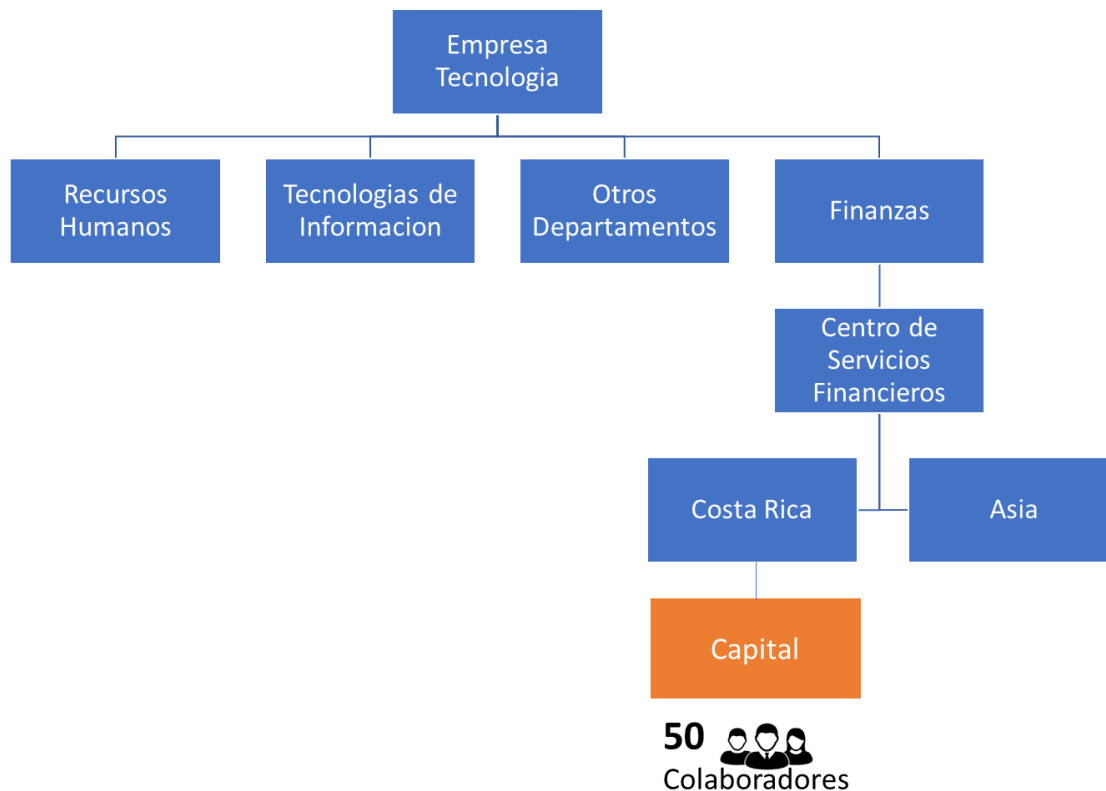 Empresa
Tecnologia
Recursos
Humanos
Tecnologias de
Informacion
Otros
Departamentos
Finanzas
Centro de
Servicios
Financieros
Costa Rica
Asia
Capital
50
Colaboradores